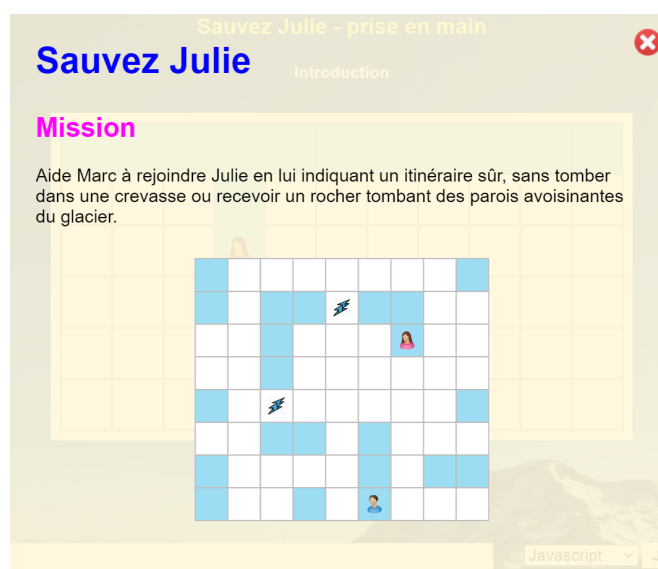 Sauvez Julie - prise en main
Sauvez Julie
Introduction
Mission
Aide Marc à rejoindre Julie en lui indiquant un itinéraire sûr, sans tomber
dans une crevasse ou recevoir un rocher tombant des parois avoisinantes
du glacier.
Javascript